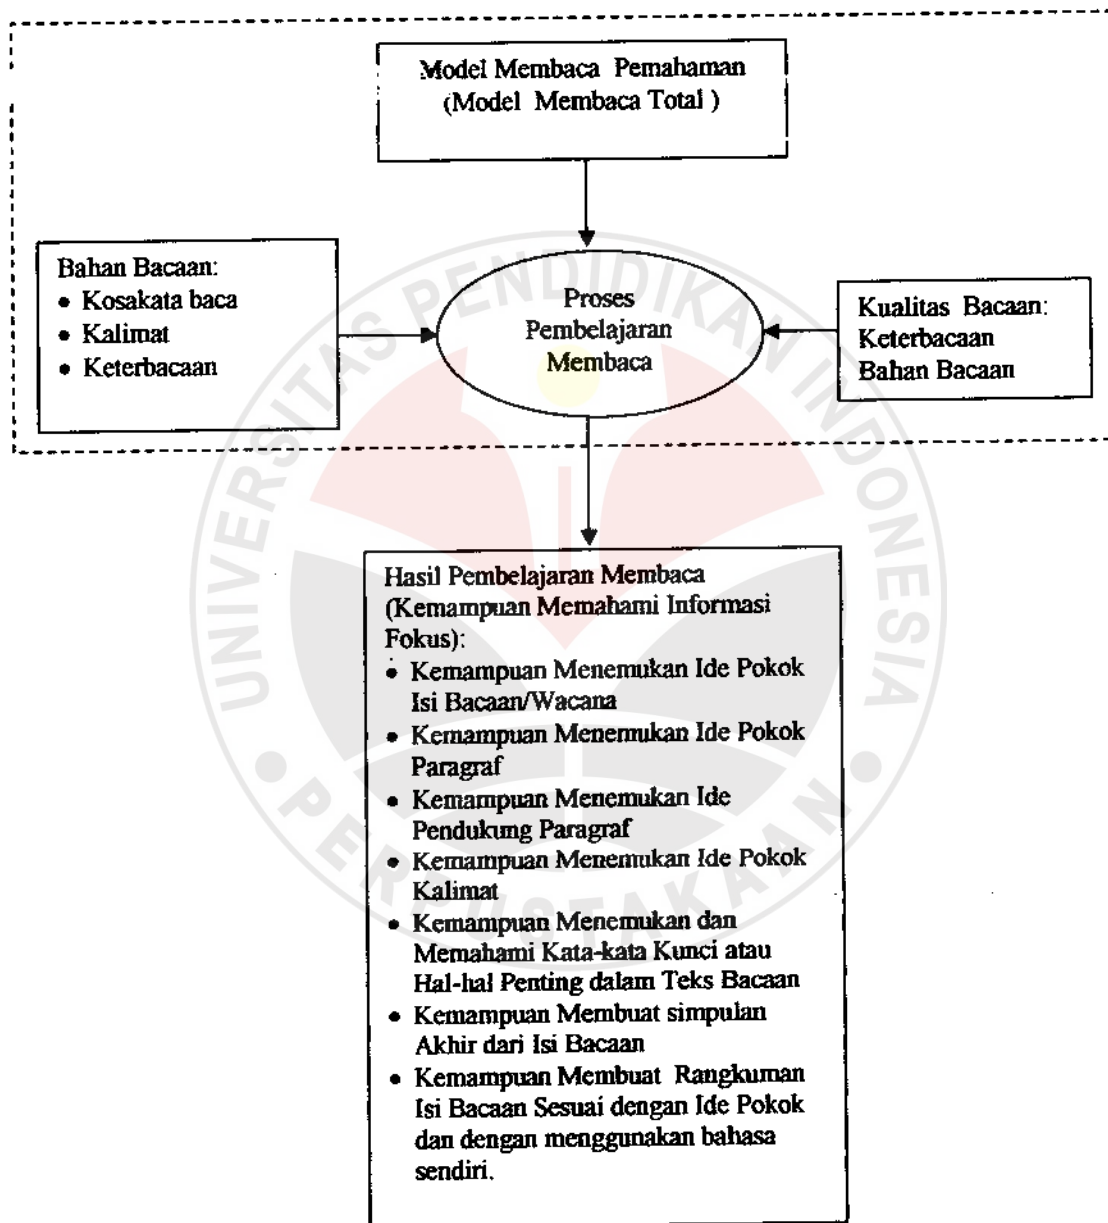 Model Membaca Pemahaman
(Model Membaca Total )
Bahan Bacaan:
• Kosakata baca
• Kalimat
• Keterbacaan
Proses
Pembelajaran
Membaca
Kualitas Bacaan:
Keterbacaan
Bahan Bacaan
Hasil Pembelajaran Membaca
(Kemampuan Memahami Informasi
Fokus):
• Kemampuan Menemukan Ide Pokok
Isi Bacaan/Wacana
• Kemampuan Menemukan Ide Pokok
Paragraf
• Kemampuan Menemukan Ide
Pendukung Paragraf
• Kemampuan Menemukan Ide Pokok
Kalimat
• Kemampuan Menemukan dan
Memahami Kata-kata Kunci atau
Hal-hal Penting dalam Teks Bacaan
• Kemampuan Membuat simpulan
Akhir dari Isi Bacaan
• Kemampuan Membuat Rangkuman
Isi Bacaan Sesuai dengan Ide Pokok
dan dengan menggunakan bahasa
sendiri.
UNIVERSITAS PENDIDIKAN INDONESIA
• PERPUSTAKAAN •